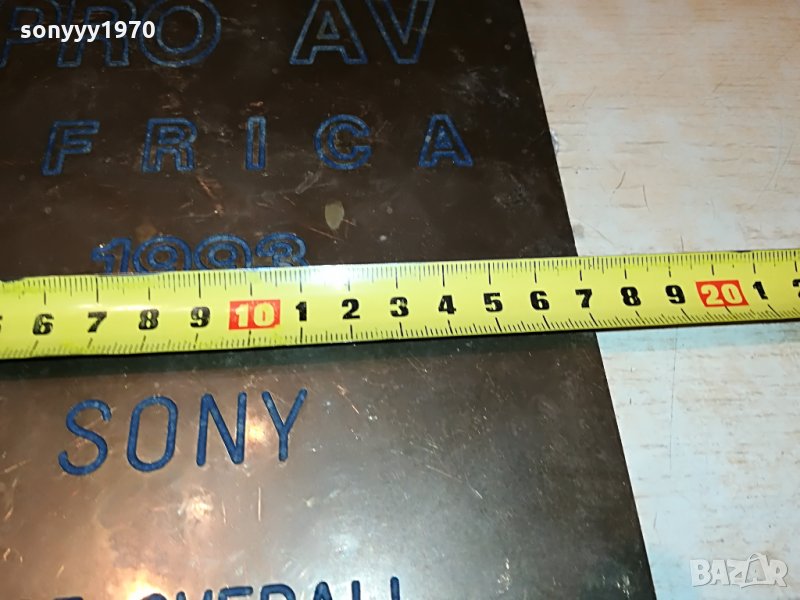 sonyyy1970
PRO AV
FRICA
1993
6 7 8 9 10 1 2 3 4 5 6 7 8 9 20 1
SONY
OVERALL
BAZAR